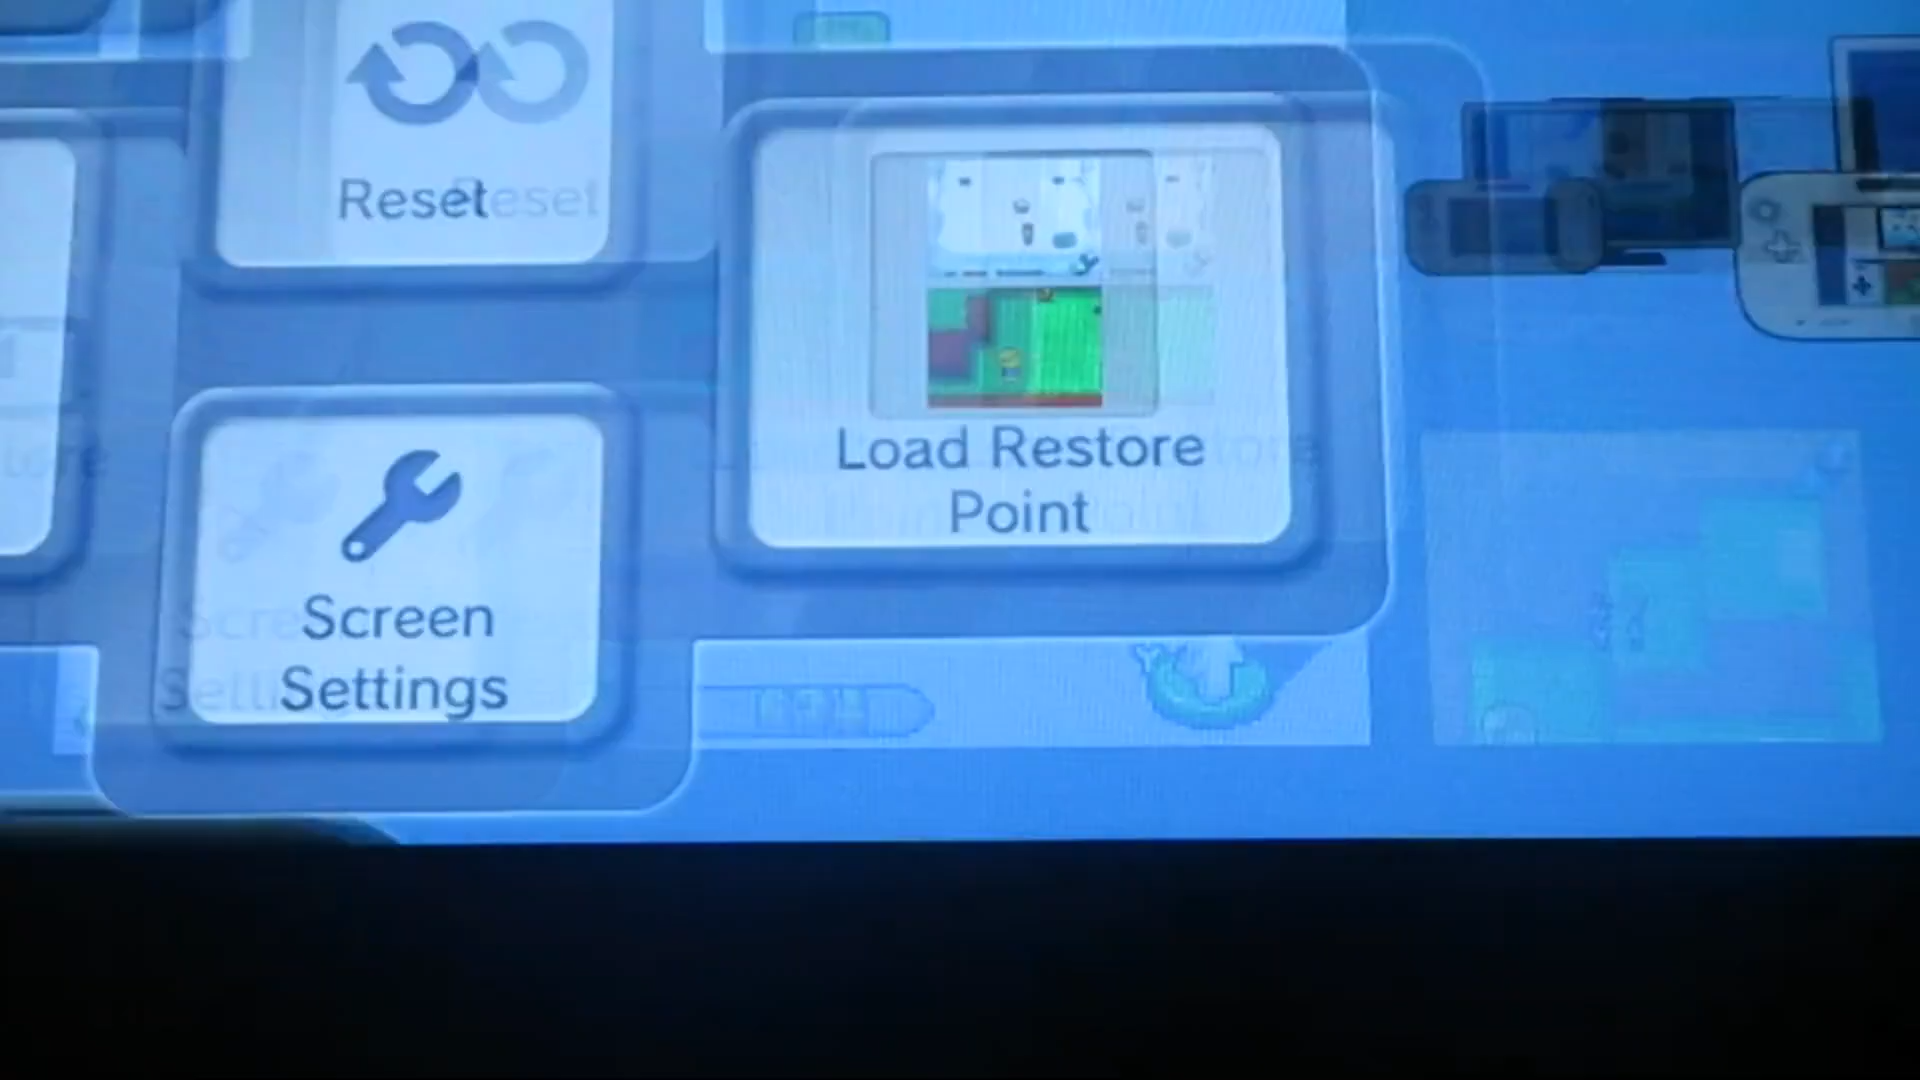 Reset
Load Restore
Point
Screen
Settings